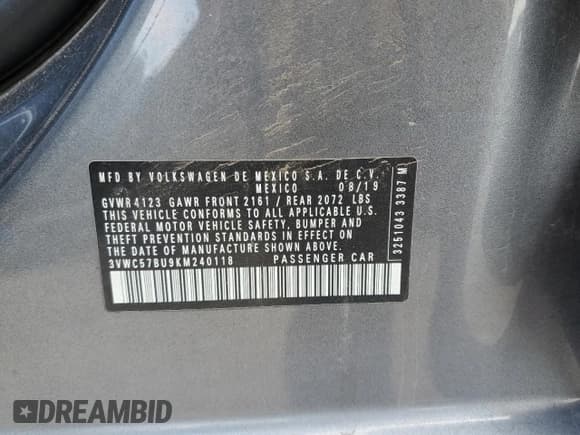 MFD BY VOLKSWAGEN DE MEXICO S.A. DE C.V.
MEXICO 08/19
GVWR 4123 GAWR FRONT 2161 / REAR 2072 LBS
THIS VEHICLE CONFORMS TO ALL APPLICABLE U.S.
FEDERAL MOTOR VEHICLE SAFETY, BUMPER AND
THEFT PREVENTION STANDARDS IN EFFECT ON
THE DATE OF MANUFACTURE SHOWN ABOVE
3VWC57BU9KM240118 PASSENGER CAR
3251043 3387 M
DREAMBID